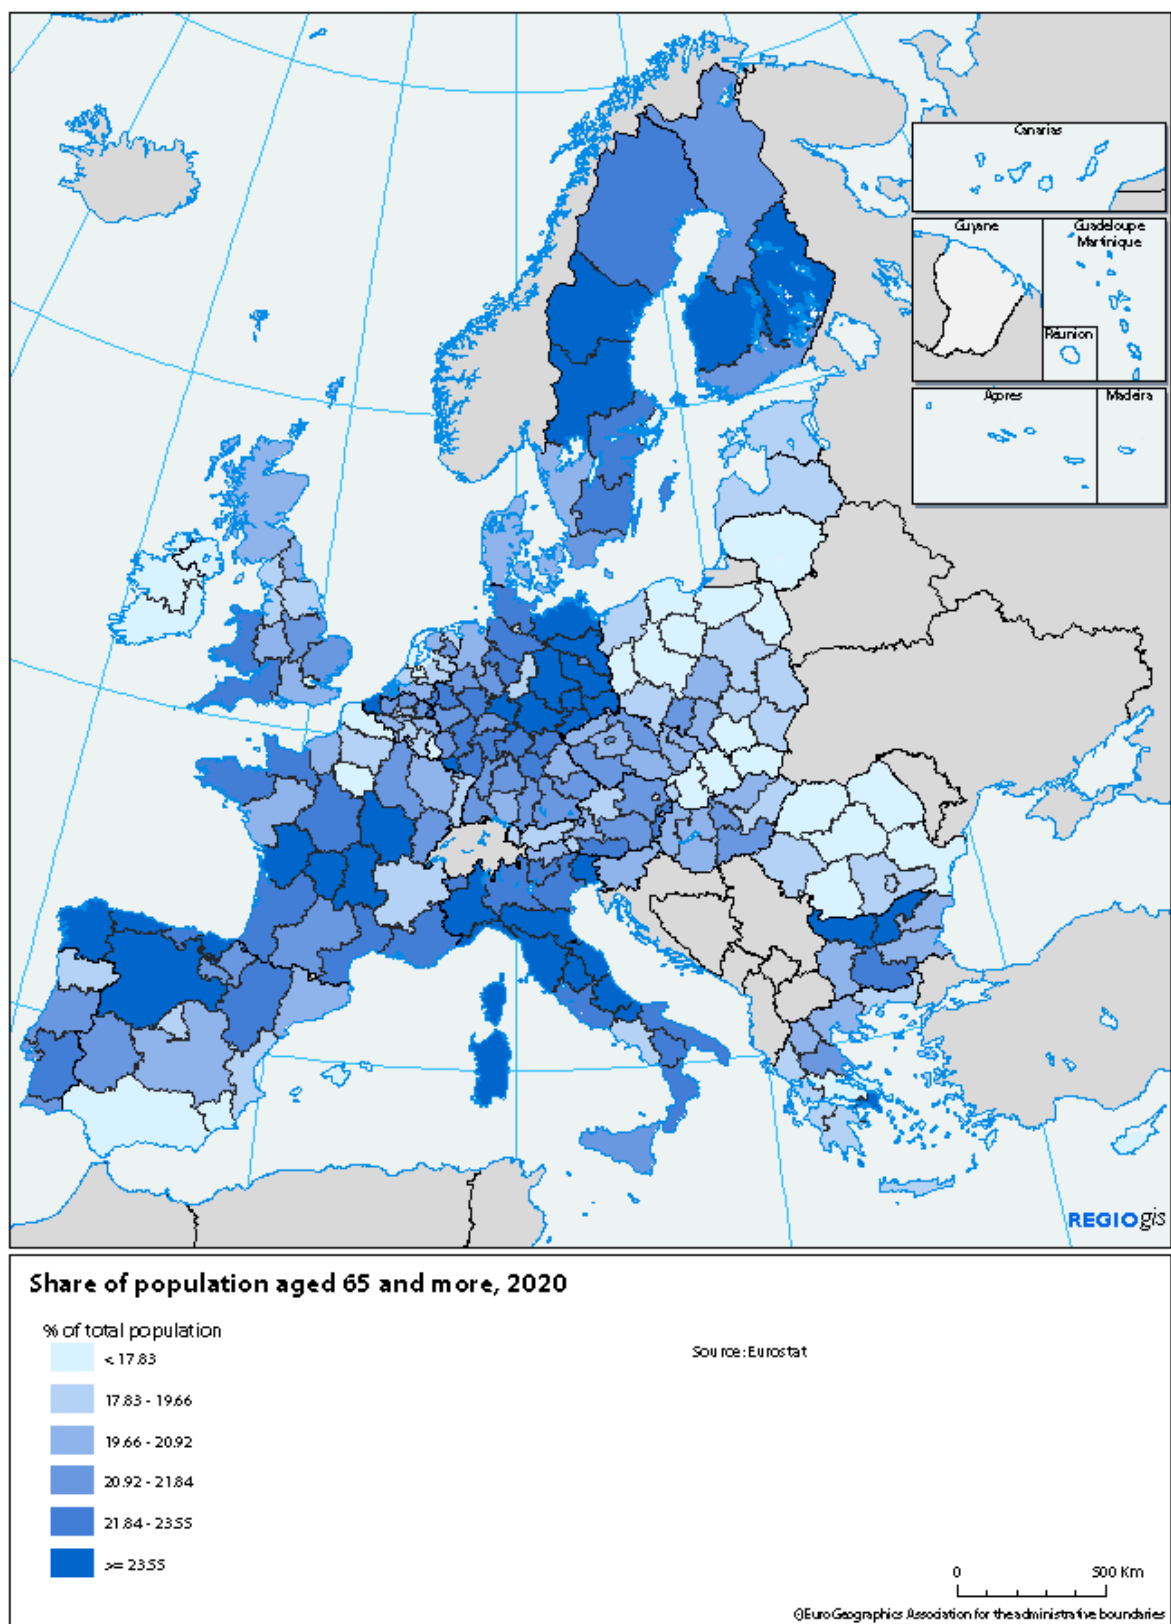 Canarias
Guyane
Guadeloupe
Martinique
Réunion
Açores
Madeira
REGIOgis
Share of population aged 65 and more, 2020
% of total population
< 17.83
17.83 - 19.66
19.66 - 20.92
20.92 - 21.84
21.84 - 23.55
>= 23.55
Source: Eurostat
0 500 Km
© EuroGeographics Association for the administrative boundaries